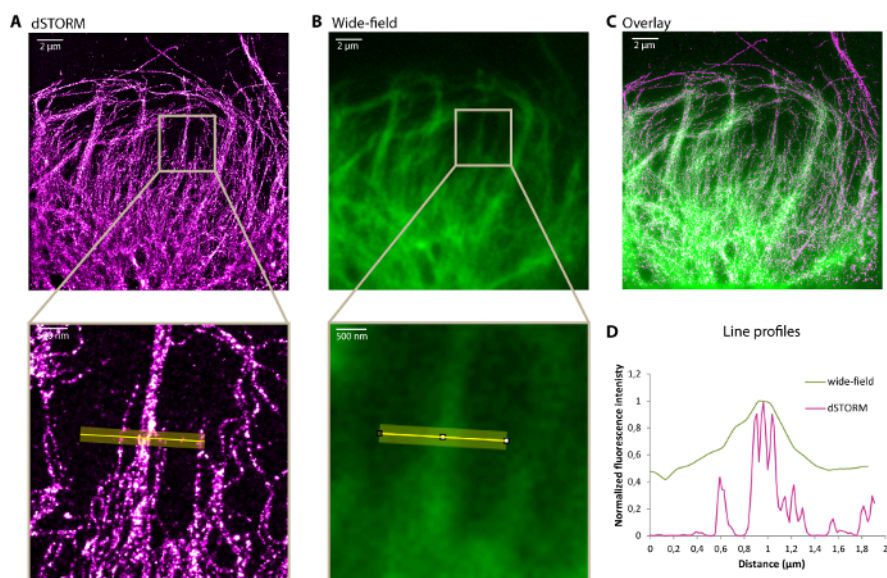 A dSTORM
2 µm
B Wide-field
2 µm
C Overlay
2 µm
500 nm
D Line profiles
wide-field
dSTORM
Normalized fluorescence intenisty
1,2
1
0,8
0,6
0,4
0,2
0
0 0,2 0,4 0,6 0,8 1 1,2 1,4 1,6 1,8 2
Distance (µm)